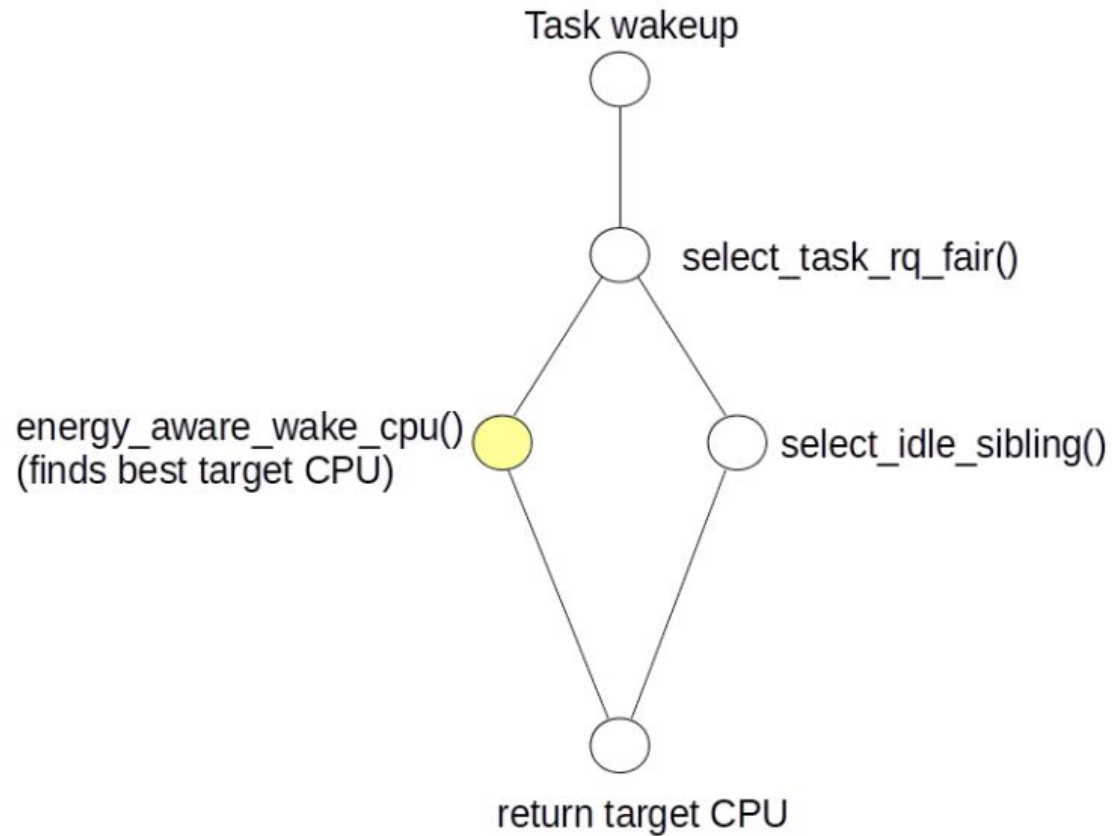 Task wakeup
select_task_rq_fair()
energy_aware_wake_cpu()
(finds best target CPU)
select_idle_sibling()
return target CPU